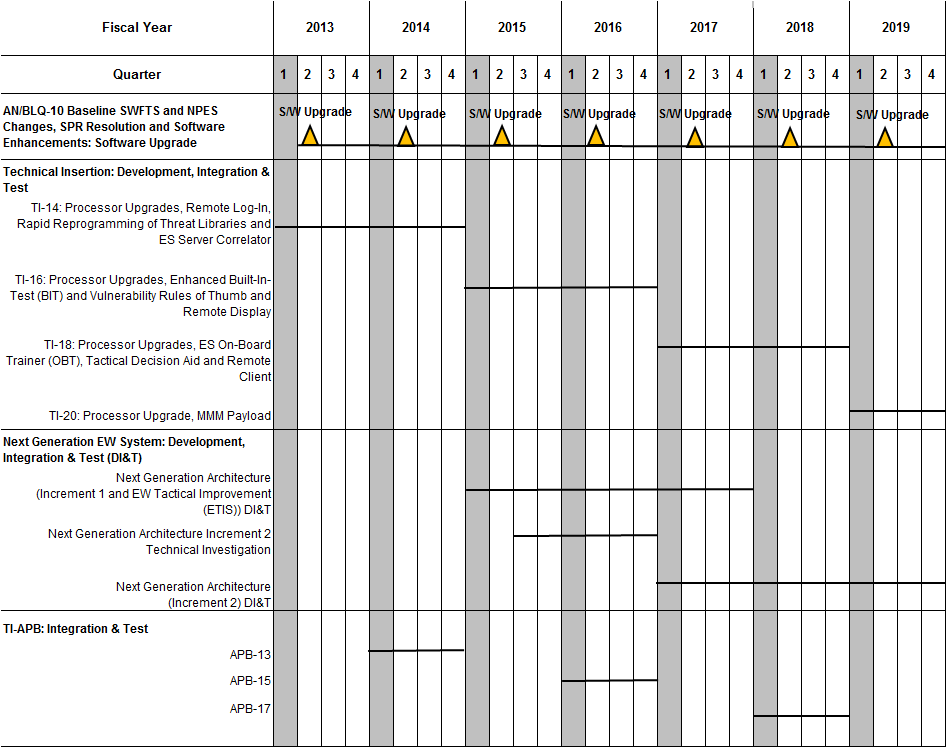 Fiscal Year 2013 2014 2015 2016 2017 2018 2019
Quarter 1 2 3 4 1 2 3 4 1 2 3 4 1 2 3 4 1 2 3 4 1 2 3 4 1 2 3 4
AN/BLQ-10 Baseline SWFTS and NPES
Changes, SPR Resolution and Software
Enhancements: Software Upgrade
S/W Upgrade S/W Upgrade S/W Upgrade S/W Upgrade S/W Upgrade S/W Upgrade S/W Upgrade
Technical Insertion: Development, Integration &
Test
TI-14: Processor Upgrades, Remote Log-In,
Rapid Reprogramming of Threat Libraries and
ES Server Correlator
TI-16: Processor Upgrades, Enhanced Built-In-
Test (BIT) and Vulnerability Rules of Thumb and
Remote Display
TI-18: Processor Upgrades, ES On-Board
Trainer (OBT), Tactical Decision Aid and Remote
Client
TI-20: Processor Upgrade, MMM Payload
Next Generation EW System: Development,
Integration & Test (DI&T)
Next Generation Architecture
(Increment 1 and EW Tactical Improvement
(ETIS)) DI&T
Next Generation Architecture Increment 2
Technical Investigation
Next Generation Architecture
(Increment 2) DI&T
TI-APB: Integration & Test
APB-13
APB-15
APB-17